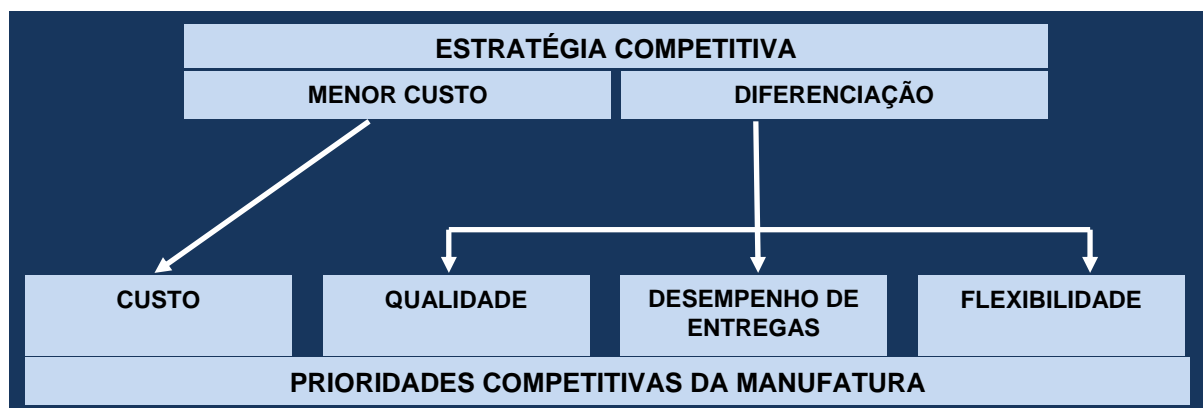 ESTRATÉGIA COMPETITIVA
MENOR CUSTO
DIFERENCIAÇÃO
CUSTO
QUALIDADE
DESEMPENHO DE
ENTREGAS
FLEXIBILIDADE
PRIORIDADES COMPETITIVAS DA MANUFATURA